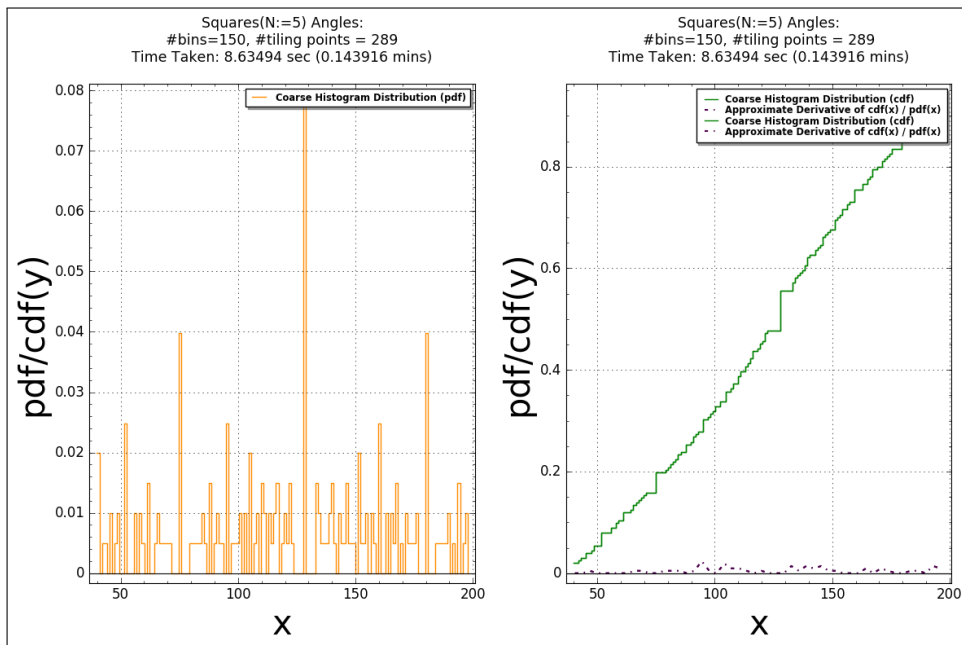 Squares(N:=5) Angles:
#bins=150, #tiling points = 289
Time Taken: 8.63494 sec (0.143916 mins)
Coarse Histogram Distribution (pdf)
0.08
0.07
0.06
0.05
0.04
0.03
0.02
0.01
0
pdf/cdf(y)
50
100
150
200
x
Squares(N:=5) Angles:
#bins=150, #tiling points = 289
Time Taken: 8.63494 sec (0.143916 mins)
Coarse Histogram Distribution (cdf)
Approximate Derivative of cdf(x) / pdf(x)
Coarse Histogram Distribution (cdf)
Approximate Derivative of cdf(x) / pdf(x)
0.8
0.6
0.4
0.2
0
pdf/cdf(y)
50
100
150
200
x